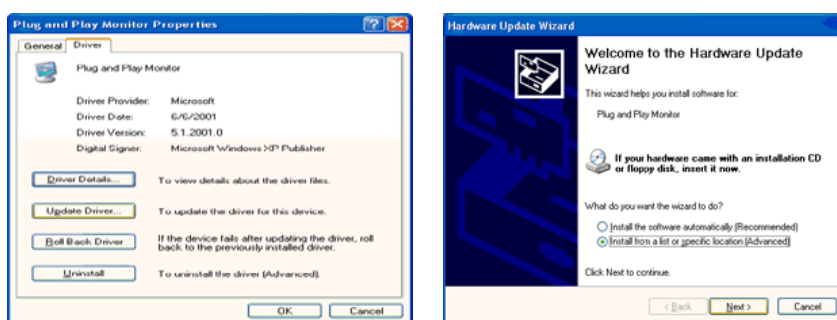 Plug and Play Monitor Properties
General
Driver
Plug and Play Monitor
Driver Provider: Microsoft
Driver Date: 6/6/2001
Driver Version: 5.1.2001.0
Digital Signer: Microsoft Windows XP Publisher
Driver Details... To view details about the driver files.
Update Driver... To update the driver for this device.
Roll Back Driver If the device fails after updating the driver, roll
back to the previously installed driver.
Uninstall To uninstall the driver (Advanced).
OK Cancel
Hardware Update Wizard
Welcome to the Hardware Update
Wizard
This wizard helps you install software for:
Plug and Play Monitor
If your hardware came with an installation CD
or floppy disk, insert it now.
What do you want the wizard to do?
Install the software automatically (Recommended)
Install from a list or specific location (Advanced)
Click Next to continue.
< Back Next > Cancel